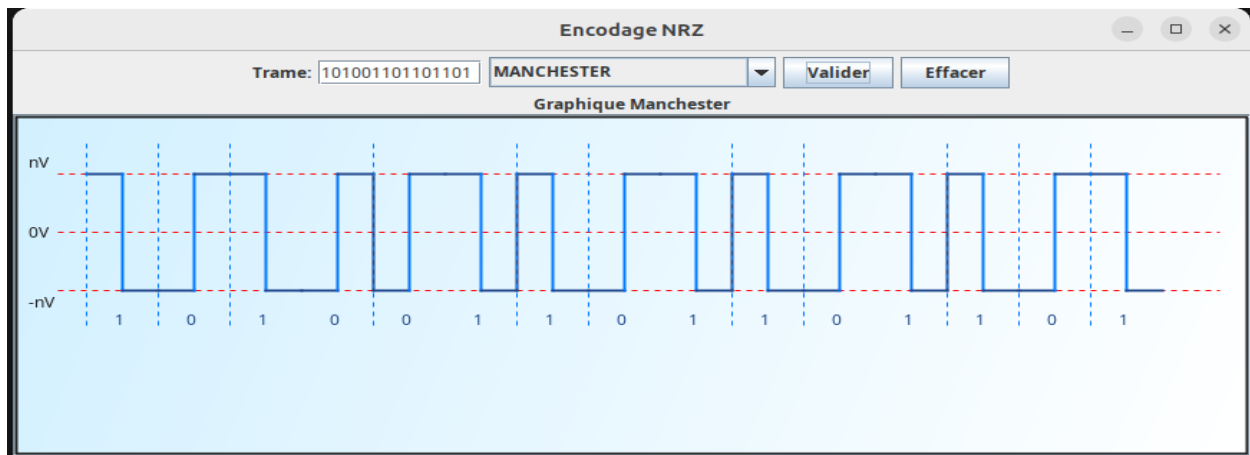 Encodage NRZ
Trame: 101001101101101 MANCHESTER Valider Effacer
Graphique Manchester
nV
0V
-nV
1 0 1 0 0 1 1 0 1 1 0 1 1 0 1